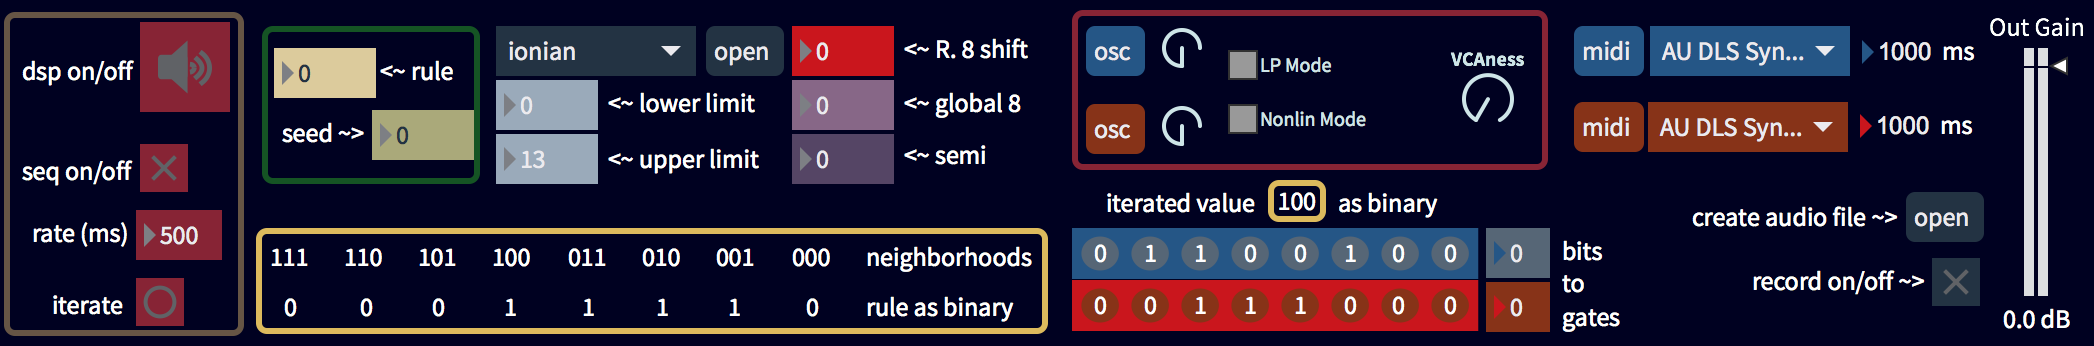 dsp on/off
seq on/off
rate (ms) 500
iterate
0 <~ rule
seed ~> 0
ionian open 0 <~ R. 8 shift
0 <~ lower limit 0 <~ global 8
13 <~ upper limit 0 <~ semi
111 110 101 100 011 010 001 000 neighborhoods
0 0 0 1 1 1 1 0 rule as binary
osc LP Mode VCAness
osc Nonlin Mode
iterated value 100 as binary
0 1 1 0 0 1 0 0 0 bits
to
0 0 1 1 1 0 0 0 0 gates
midi AU DLS Syn... 1000 ms
midi AU DLS Syn... 1000 ms
create audio file ~> open
record on/off ~>
Out Gain
0.0 dB